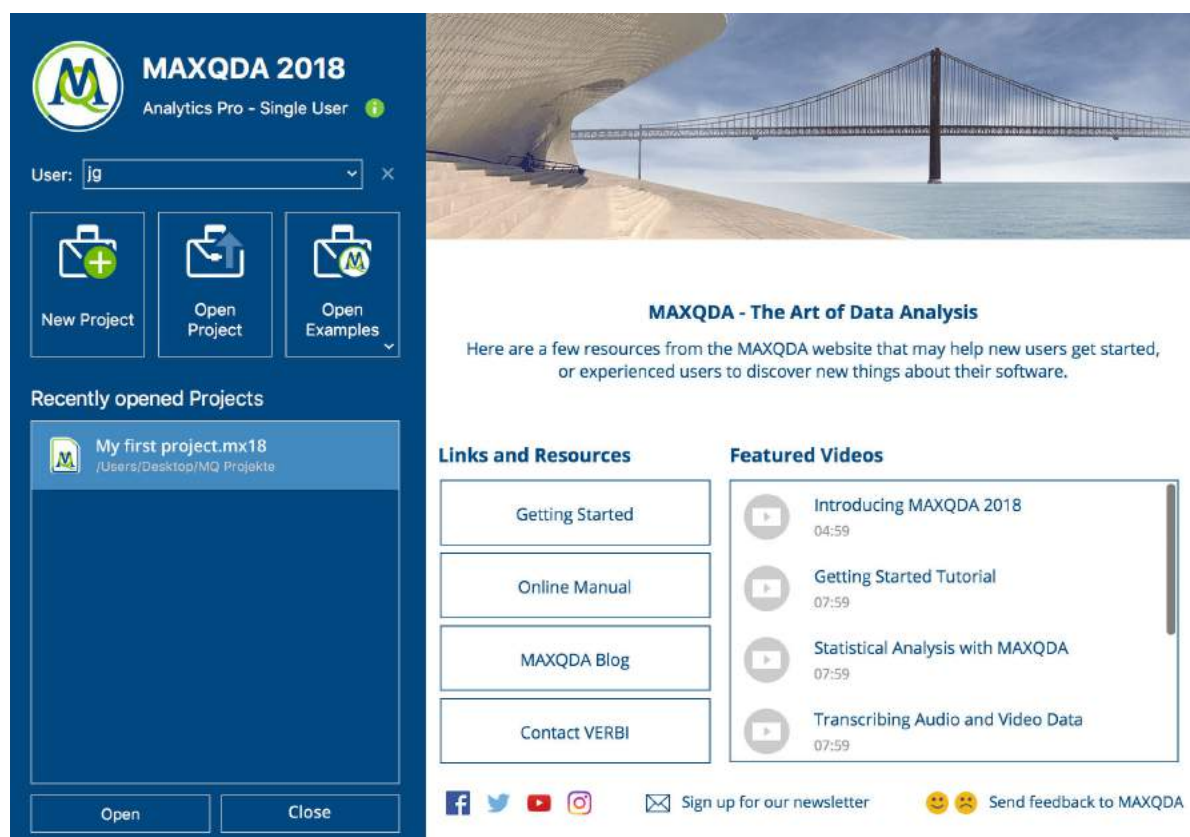 MAXQDA 2018
Analytics Pro - Single User
User: jg
New Project
Open
Project
Open
Examples
Recently opened Projects
My first project.mx18
/Users/Desktop/MQ Projekte
Open
Close
MAXQDA - The Art of Data Analysis
Here are a few resources from the MAXQDA website that may help new users get started,
or experienced users to discover new things about their software.
Links and Resources
Getting Started
Online Manual
MAXQDA Blog
Contact VERBI
Featured Videos
Introducing MAXQDA 2018
04:59
Getting Started Tutorial
07:59
Statistical Analysis with MAXQDA
07:59
Transcribing Audio and Video Data
07:59
Sign up for our newsletter
Send feedback to MAXQDA